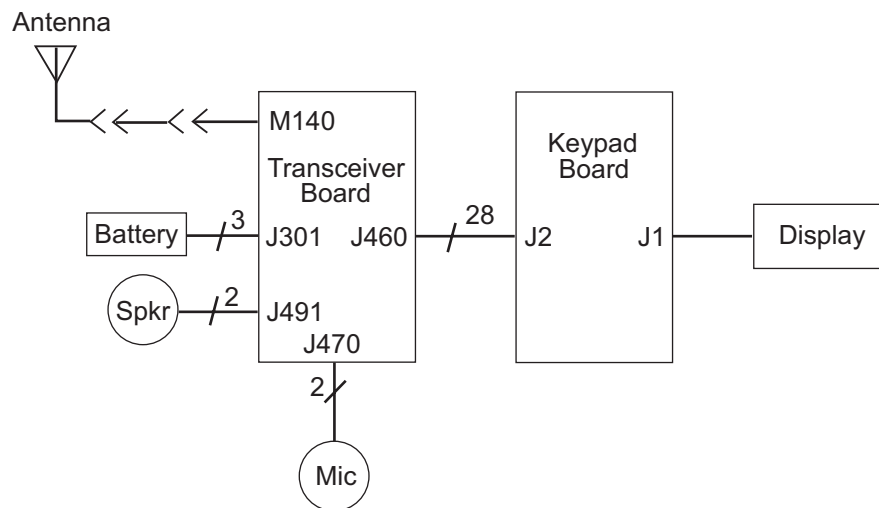 Antenna
M140
Transceiver
Board
Keypad
Board
Battery
3
J301
J460
28
J2
J1
Display
Spkr
2
J491
J470
2
Mic